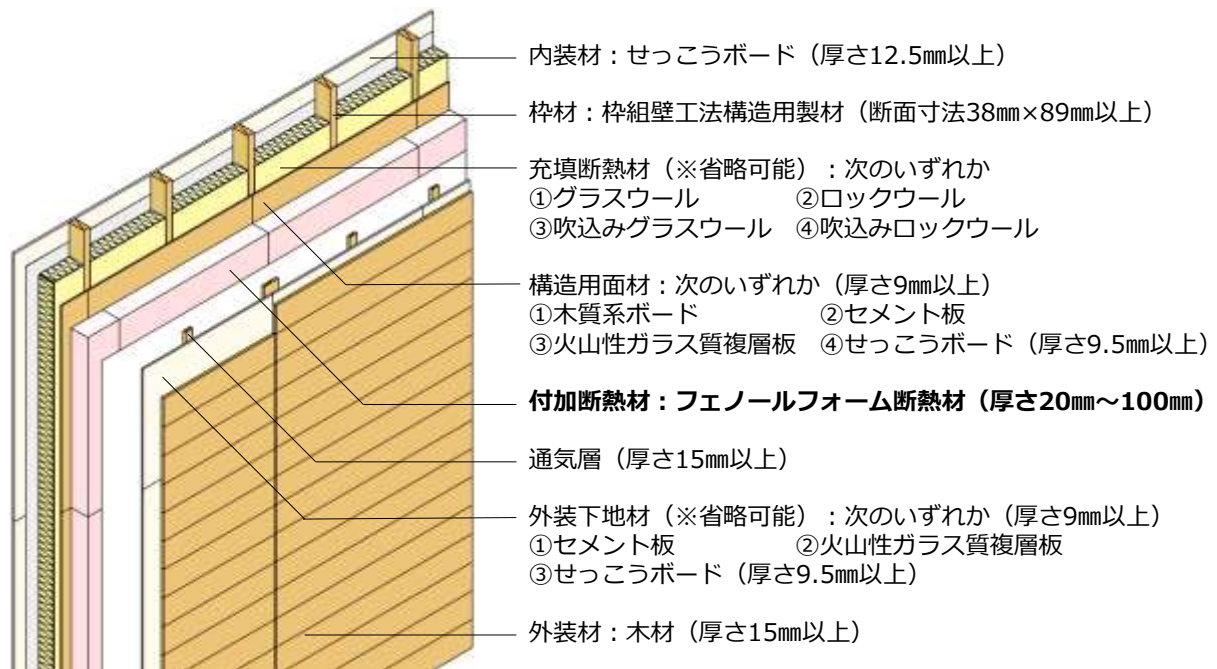 内装材：せっこうボード（厚さ12.5㎜以上）
枠材：枠組壁工法構造用製材（断面寸法38㎜×89㎜以上）
充填断熱材（※省略可能）：次のいずれか
①グラスウール　②ロックウール
③吹込みグラスウール　④吹込みロックウール
構造用面材：次のいずれか（厚さ9㎜以上）
①木質系ボード　②セメント板
③火山性ガラス質複層板　④せっこうボード（厚さ9.5㎜以上）
付加断熱材：フェノールフォーム断熱材（厚さ20㎜～100㎜）
通気層（厚さ15㎜以上）
外装下地材（※省略可能）：次のいずれか（厚さ9㎜以上）
①セメント板　②火山性ガラス質複層板
③せっこうボード（厚さ9.5㎜以上）
外装材：木材（厚さ15㎜以上）